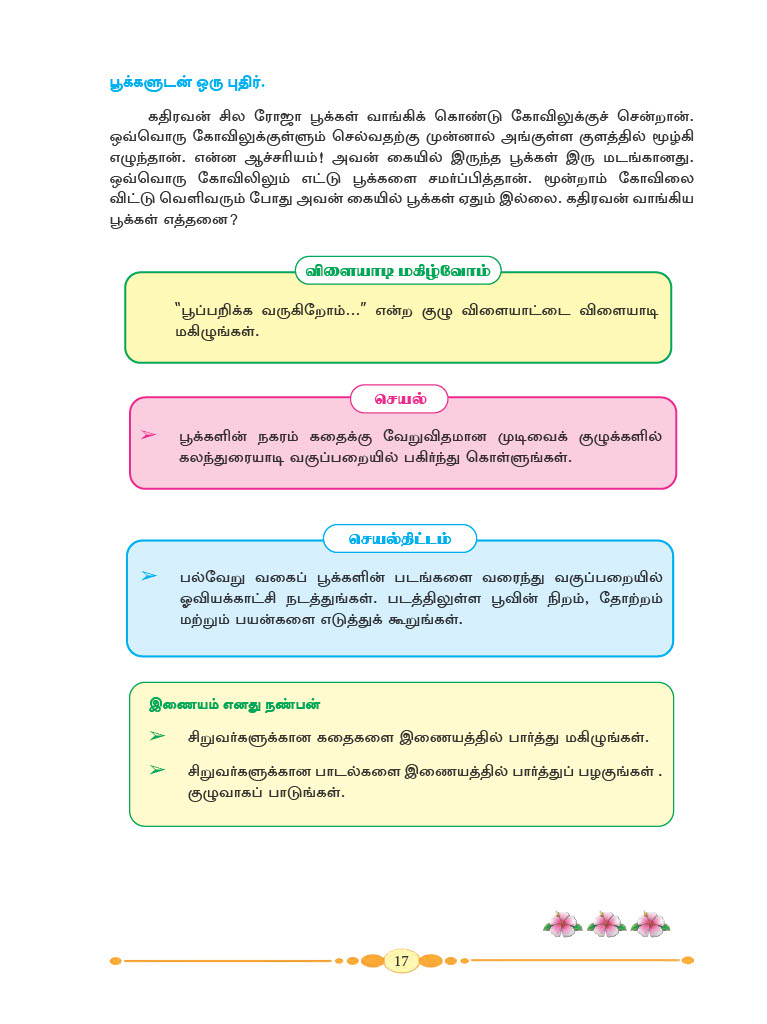 பூக்களுடன் ஒரு புதிர்.
கதிரவன் சில ரோஜா பூக்கள் வாங்கிக் கொண்டு கோவிலுக்குச் சென்றான்.
ஒவ்வொரு கோவிலுக்குள்ளும் செல்வதற்கு முன்னால் அங்குள்ள குளத்தில் மூழ்கி
எழுந்தான். என்ன ஆச்சரியம்! அவன் கையில் இருந்த பூக்கள் இரு மடங்கானது.
ஒவ்வொரு கோவிலிலும் எட்டு பூக்களை சமர்ப்பித்தான். மூன்றாம் கோவிலை
விட்டு வெளிவரும் போது அவன் கையில் பூக்கள் ஏதும் இல்லை. கதிரவன் வாங்கிய
பூக்கள் எத்தனை?
விளையாடி மகிழ்வோம்
“பூப்பறிக்க வருகிறோம்...” என்ற குழு விளையாட்டை விளையாடி
மகிழுங்கள்.
செயல்
➢ பூக்களின் நகரம் கதைக்கு வேறுவிதமான முடிவைக் குழுக்களில்
கலந்துரையாடி வகுப்பறையில் பகிர்ந்து கொள்ளுங்கள்.
செயல்திட்டம்
➢ பல்வேறு வகைப் பூக்களின் படங்களை வரைந்து வகுப்பறையில்
ஓவியக்காட்சி நடத்துங்கள். படத்திலுள்ள பூவின் நிறம், தோற்றம்
மற்றும் பயன்களை எடுத்துக் கூறுங்கள்.
இணையம் எனது நண்பன்
➢ சிறுவர்களுக்கான கதைகளை இணையத்தில் பார்த்து மகிழுங்கள்.
➢ சிறுவர்களுக்கான பாடல்களை இணையத்தில் பார்த்துப் பழகுங்கள் .
குழுவாகப் பாடுங்கள்.
17